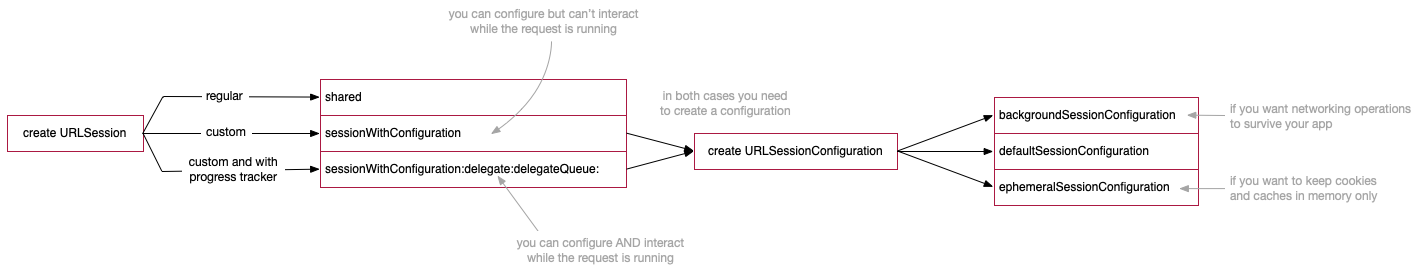 you can configure but can't interact
while the request is running
create URLSession
regular
custom
custom and with
progress tracker
shared
sessionWithConfiguration
sessionWithConfiguration:delegate:delegateQueue:
you can configure AND interact
while the request is running
in both cases you need
to create a configuration
create URLSessionConfiguration
backgroundSessionConfiguration
defaultSessionConfiguration
ephemeralSessionConfiguration
if you want networking operations
to survive your app
if you want to keep cookies
and caches in memory only